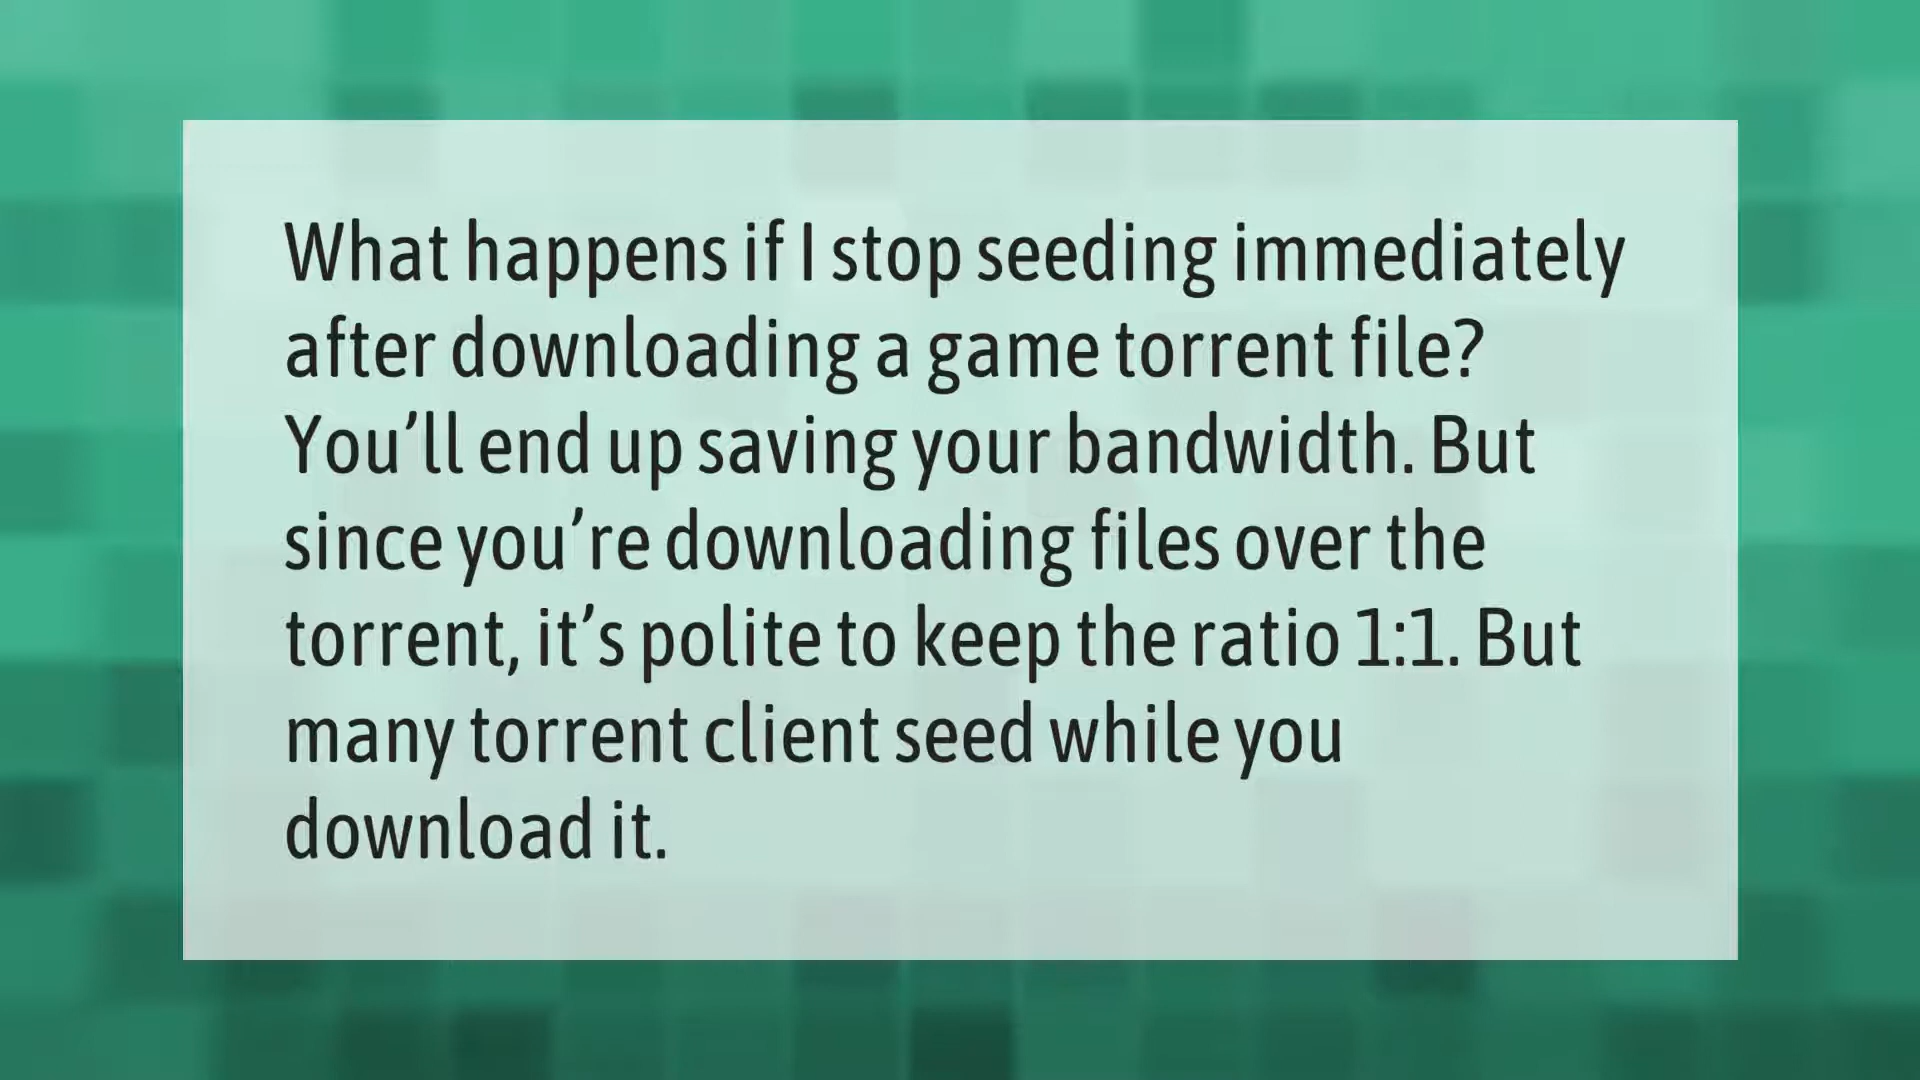 What happens if I stop seeding immediately
after downloading a game torrent file?
You’ll end up saving your bandwidth. But
since you’re downloading files over the
torrent, it’s polite to keep the ratio 1:1. But
many torrent client seed while you
download it.